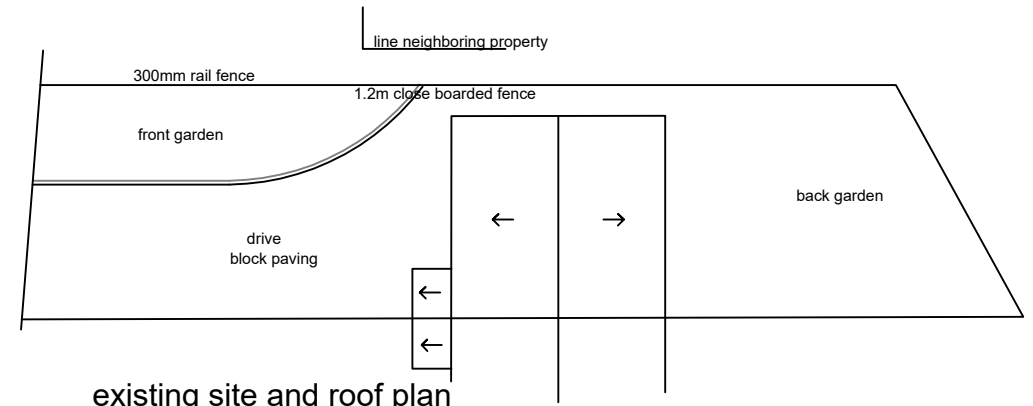 line neighboring property
300mm rail fence
1.2m close boarded fence
front garden
back garden
drive
block paving
existing site and roof plan